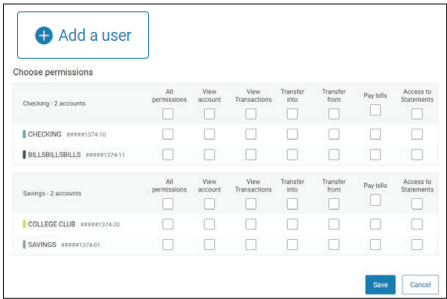 Add a user
Choose permissions
Checking - 2 accounts All permissions View account View Transactions Transfer into Transfer from Pay bills Access to Statements
CHECKING #####1374-10
BILLSBILLSBILLS #####1374-11
Savings - 2 accounts All permissions View account View Transactions Transfer into Transfer from Pay bills Access to Statements
COLLEGE CLUB #####1374-20
SAVINGS #####1374-01
Save Cancel